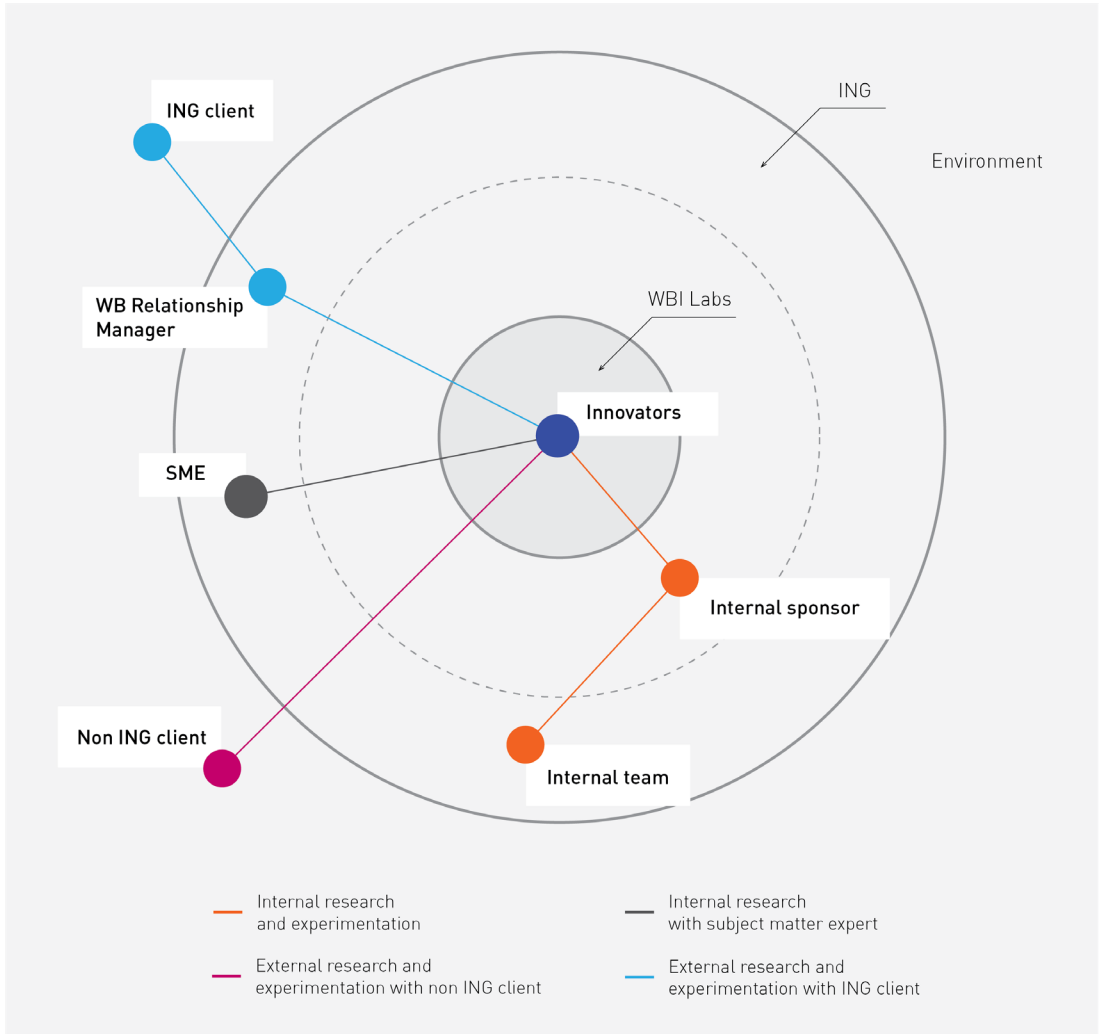 ING client
ING
Environment
WB Relationship
Manager
WBI Labs
Innovators
SME
Internal sponsor
Non ING client
Internal team
Internal research
and experimentation
Internal research
with subject matter expert
External research and
experimentation with non ING client
External research and
experimentation with ING client